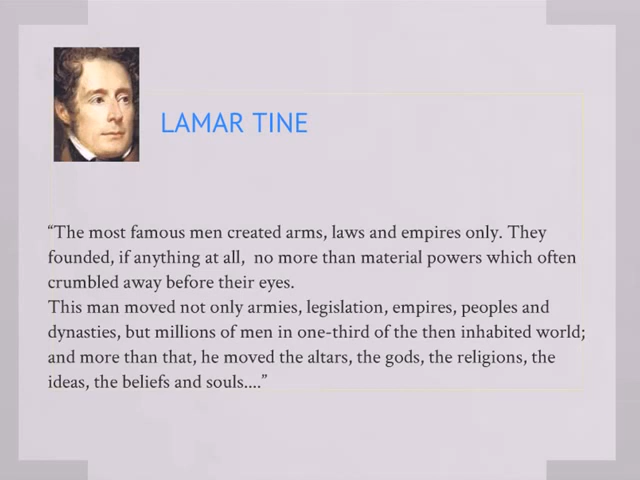 LAMAR TINE
“The most famous men created arms, laws and empires only. They
founded, if anything at all,  no more than material powers which often
crumbled away before their eyes.
This man moved not only armies, legislation, empires, peoples and
dynasties, but millions of men in one-third of the then inhabited world;
and more than that, he moved the altars, the gods, the religions, the
ideas, the beliefs and souls....”